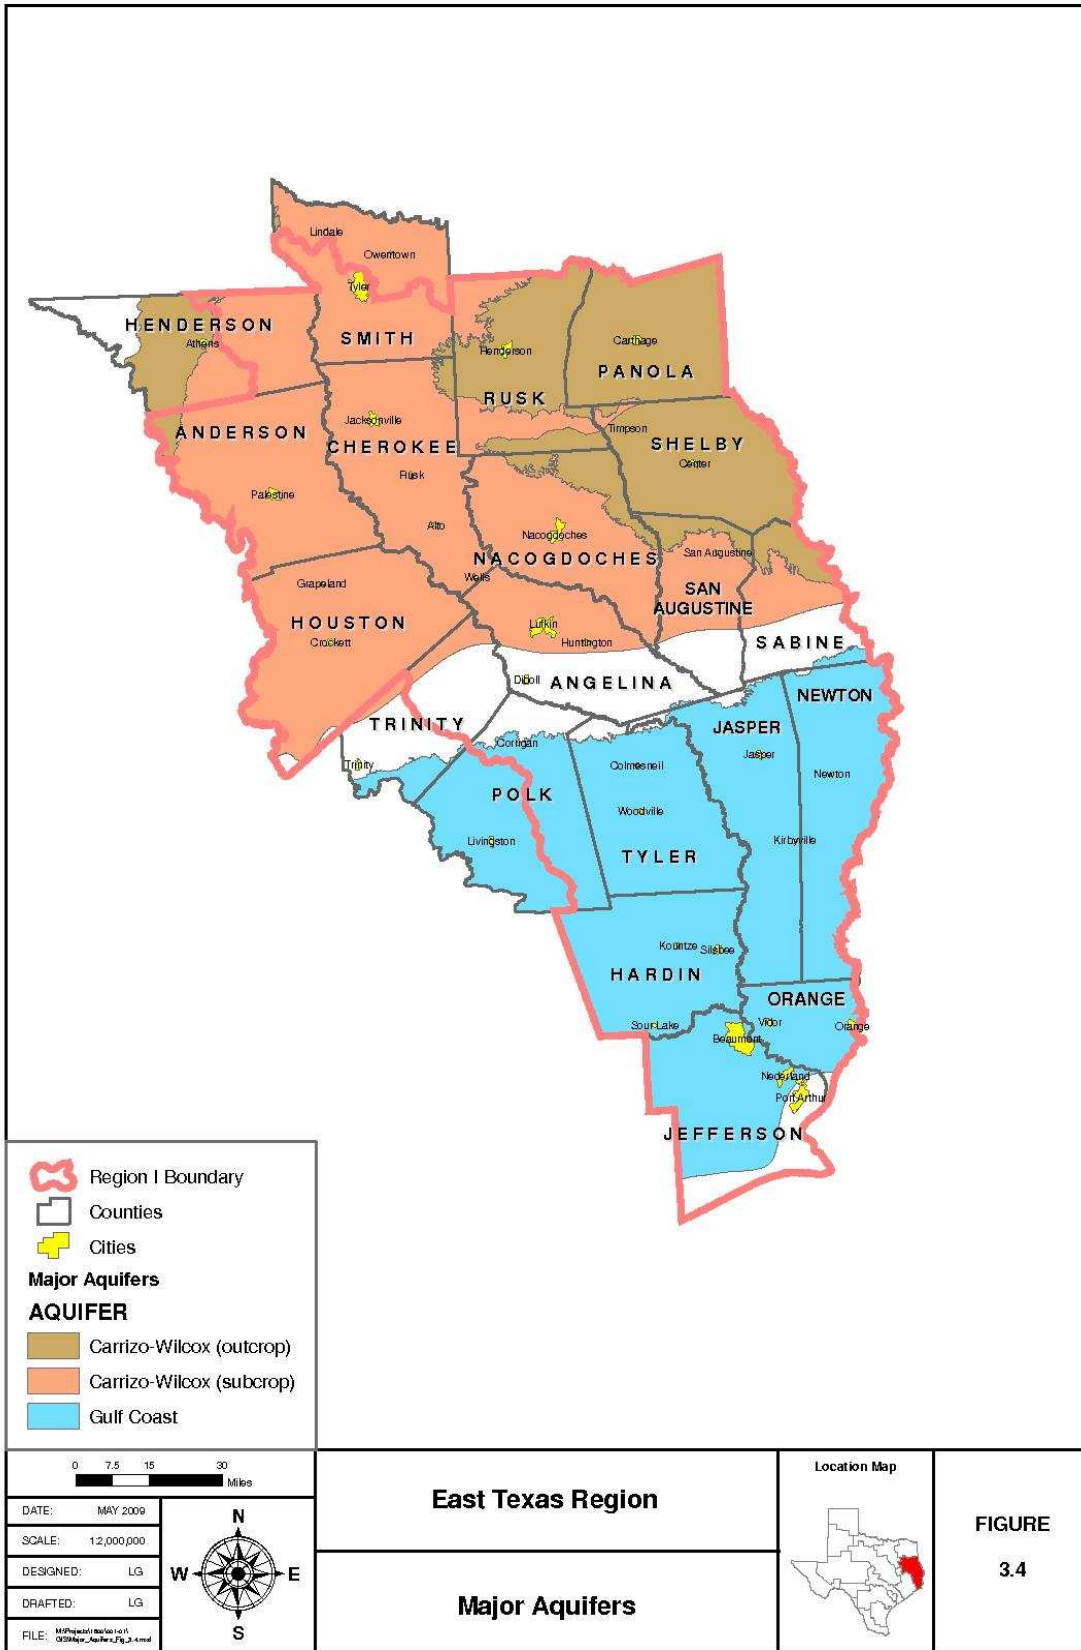 Lindale
Owentown
Tyler
HENDERSON
Athens
SMITH
Henderson
Carthage
RUSK
PANOLA
Jacksonville
ANDERSON
CHEROKEE
Timpson
SHELBY
Center
Rusk
Palestine
Alto
Nacogdoches
NACOGDOCHES
San Augustine
Wells
Grapeland
SAN
AUGUSTINE
HOUSTON
Crockett
Lufkin
Huntington
SABINE
Diboll
ANGELINA
NEWTON
TRINITY
JASPER
Corrigan
Jasper
Trinity
Colmesneil
Newton
POLK
Woodville
Livingston
Kirbyville
TYLER
Kountze
Silsbee
HARDIN
ORANGE
Sour Lake
Vidor
Orange
Beaumont
Nederland
Port Arthur
JEFFERSON
Region I Boundary
Counties
Cities
Major Aquifers
AQUIFER
Carrizo-Wilcox (outcrop)
Carrizo-Wilcox (subcrop)
Gulf Coast
0 7.5 15 30
Miles
DATE: MAY 2009
SCALE: 1:2,000,000
DESIGNED: LG
DRAFTED: LG
FILE:
N
W E
S
East Texas Region
Major Aquifers
Location Map
FIGURE
3.4